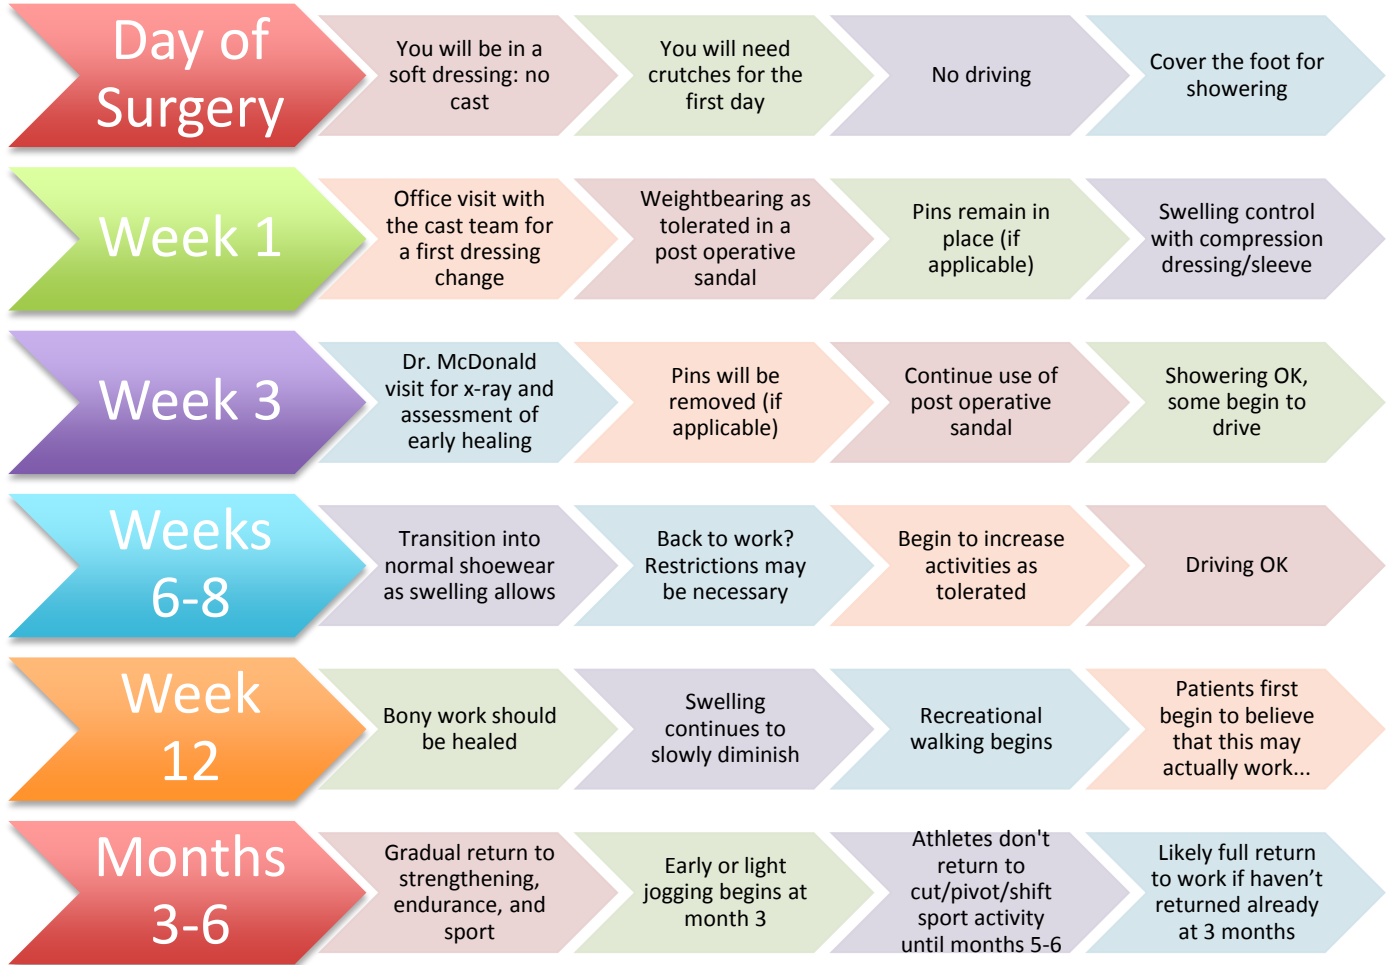 Day of
Surgery
You will be in a
soft dressing: no
cast
You will need
crutches for the
first day
No driving
Cover the foot for
showering
Week 1
Office visit with
the cast team for
a first dressing
change
Weightbearing as
tolerated in a
post operative
sandal
Pins remain in
place (if
applicable)
Swelling control
with compression
dressing/sleeve
Week 3
Dr. McDonald
visit for x-ray and
assessment of
early healing
Pins will be
removed (if
applicable)
Continue use of
post operative
sandal
Showering OK,
some begin to
drive
Weeks
6-8
Transition into
normal shoewear
as swelling allows
Back to work?
Restrictions may
be necessary
Begin to increase
activities as
tolerated
Driving OK
Week
12
Bony work should
be healed
Swelling
continues to
slowly diminish
Recreational
walking begins
Patients first
begin to believe
that this may
actually work...
Months
3-6
Gradual return to
strengthening,
endurance, and
sport
Early or light
jogging begins at
month 3
Athletes don't
return to
cut/pivot/shift
sport activity
until months 5-6
Likely full return
to work if haven’t
returned already
at 3 months